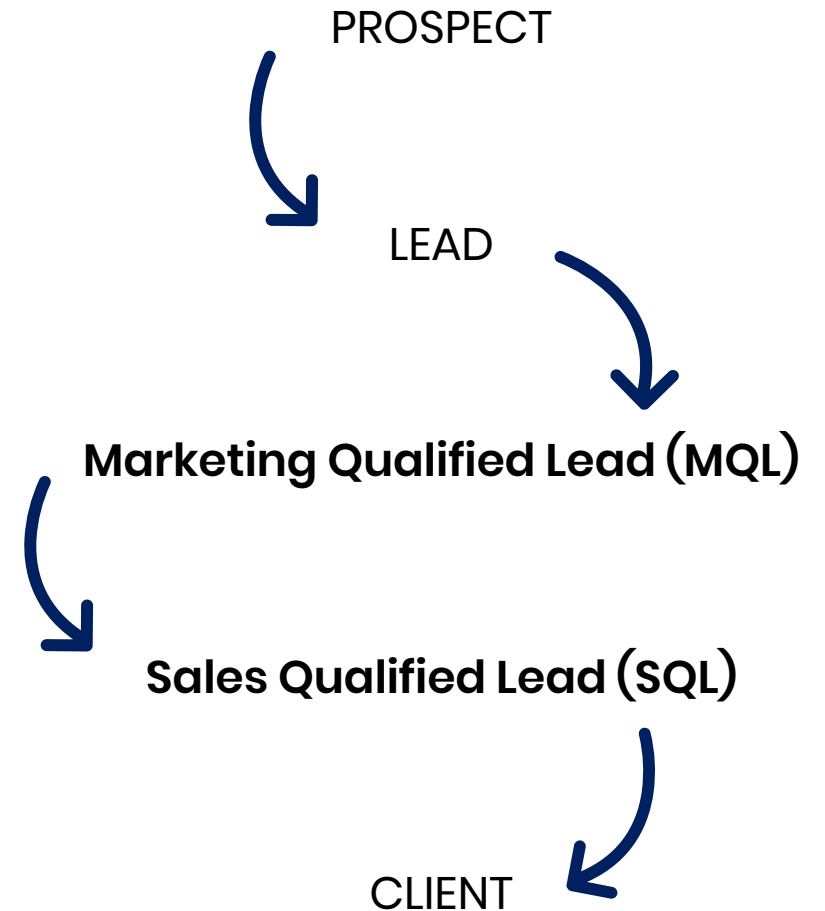 PROSPECT
LEAD
Marketing Qualified Lead (MQL)
Sales Qualified Lead (SQL)
CLIENT